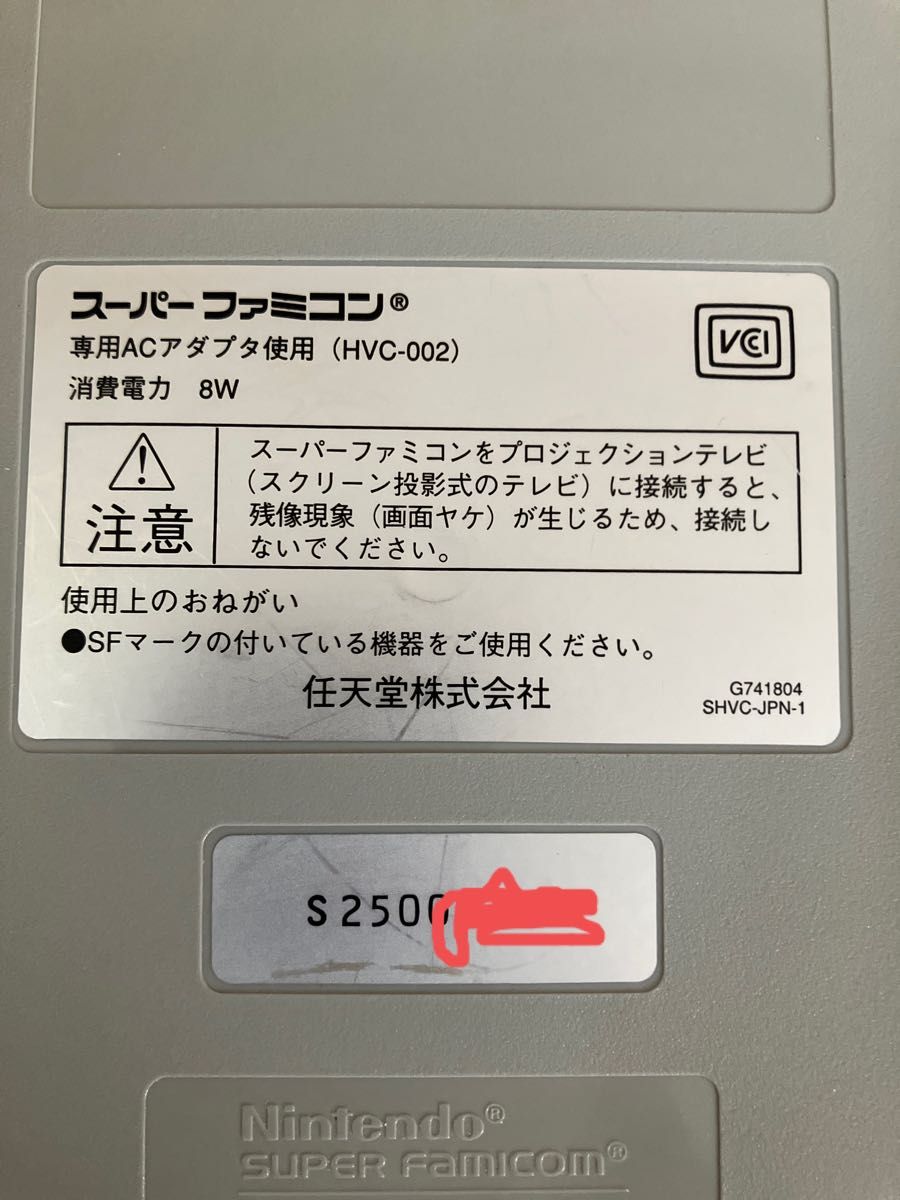 スーパーファミコン®
専用ACアダプタ使用（HVC-002）
消費電力　8W
VCCI
注意
スーパーファミコンをプロジェクションテレビ
（スクリーン投影式のテレビ）に接続すると、
残像現象（画面ヤケ）が生じるため、接続し
ないでください。
使用上のおねがい
●SFマークの付いている機器をご使用ください。
任天堂株式会社
G741804
SHVC-JPN-1
S2500
Nintendo®
SUPER FAMICOM®